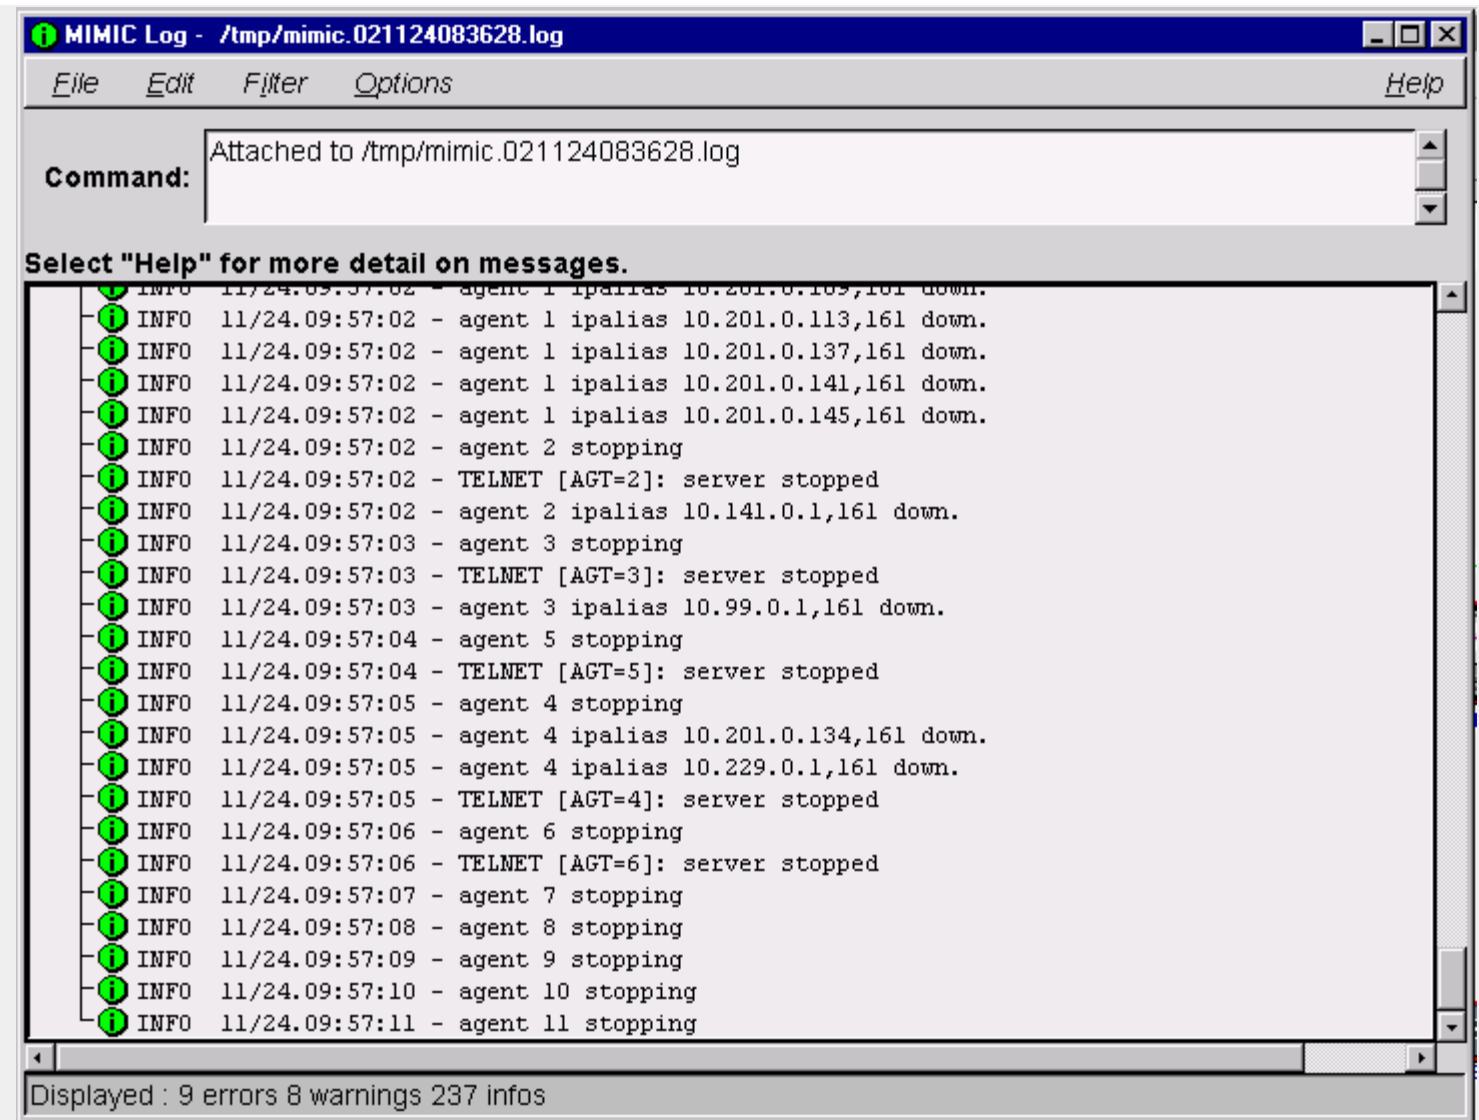 MIMIC Log - /tmp/mimic.021124083628.log
File Edit Filter Options Help
Command: Attached to /tmp/mimic.021124083628.log
Select "Help" for more detail on messages.
INFO 11/24.09:57:02 - agent 1 ipalias 10.201.0.109,161 down.
INFO 11/24.09:57:02 - agent 1 ipalias 10.201.0.113,161 down.
INFO 11/24.09:57:02 - agent 1 ipalias 10.201.0.137,161 down.
INFO 11/24.09:57:02 - agent 1 ipalias 10.201.0.141,161 down.
INFO 11/24.09:57:02 - agent 1 ipalias 10.201.0.145,161 down.
INFO 11/24.09:57:02 - agent 2 stopping
INFO 11/24.09:57:02 - TELNET [AGT=2]: server stopped
INFO 11/24.09:57:02 - agent 2 ipalias 10.141.0.1,161 down.
INFO 11/24.09:57:03 - agent 3 stopping
INFO 11/24.09:57:03 - TELNET [AGT=3]: server stopped
INFO 11/24.09:57:03 - agent 3 ipalias 10.99.0.1,161 down.
INFO 11/24.09:57:04 - agent 5 stopping
INFO 11/24.09:57:04 - TELNET [AGT=5]: server stopped
INFO 11/24.09:57:05 - agent 4 stopping
INFO 11/24.09:57:05 - agent 4 ipalias 10.201.0.134,161 down.
INFO 11/24.09:57:05 - agent 4 ipalias 10.229.0.1,161 down.
INFO 11/24.09:57:05 - TELNET [AGT=4]: server stopped
INFO 11/24.09:57:06 - agent 6 stopping
INFO 11/24.09:57:06 - TELNET [AGT=6]: server stopped
INFO 11/24.09:57:07 - agent 7 stopping
INFO 11/24.09:57:08 - agent 8 stopping
INFO 11/24.09:57:09 - agent 9 stopping
INFO 11/24.09:57:10 - agent 10 stopping
INFO 11/24.09:57:11 - agent 11 stopping
Displayed : 9 errors 8 warnings 237 infos